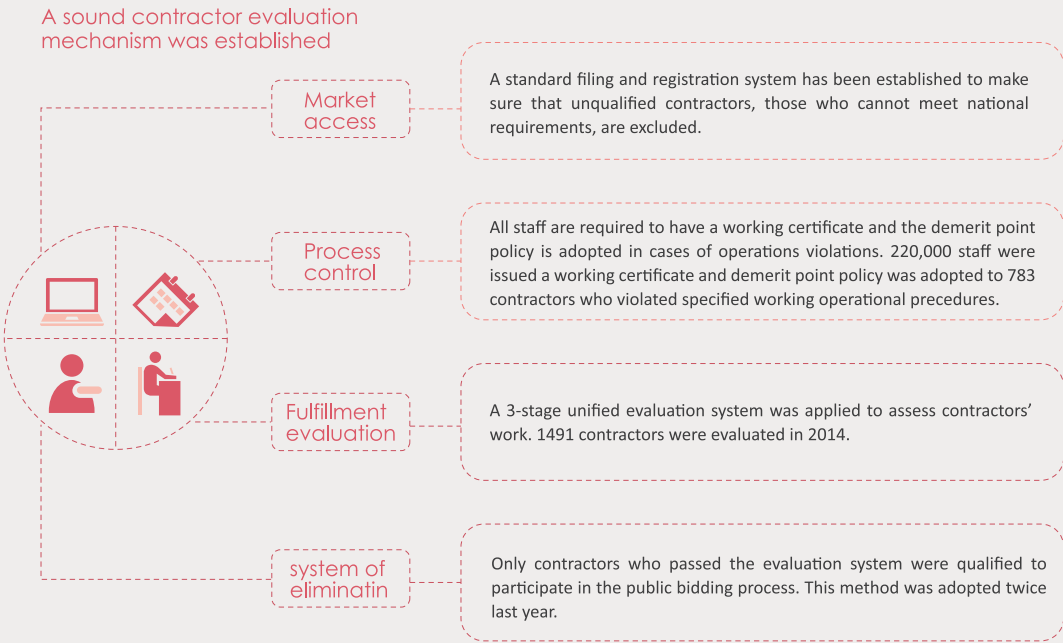 A sound contractor evaluation
mechanism was established
Market
access
A standard filing and registration system has been established to make
sure that unqualified contractors, those who cannot meet national
requirements, are excluded.
Process
control
All staff are required to have a working certificate and the demerit point
policy is adopted in cases of operations violations. 220,000 staff were
issued a working certificate and demerit point policy was adopted to 783
contractors who violated specified working operational precedures.
Fulfillment
evaluation
A 3-stage unified evaluation system was applied to assess contractors’
work. 1491 contractors were evaluated in 2014.
system of
eliminatin
Only contractors who passed the evaluation system were qualified to
participate in the public bidding process. This method was adopted twice
last year.